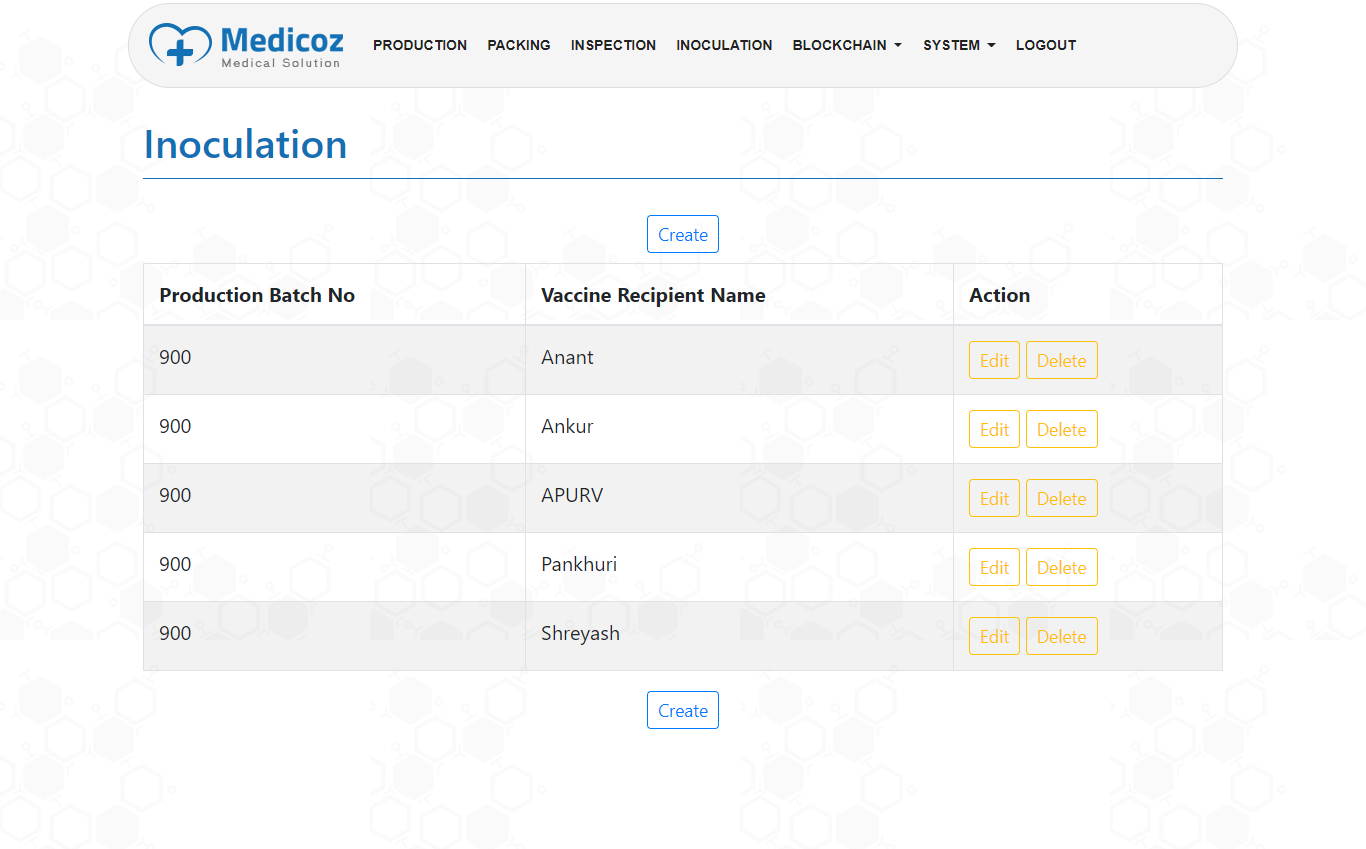 Medicoz
Medical Solution
PRODUCTION PACKING INSPECTION INOCULATION BLOCKCHAIN SYSTEM LOGOUT
Inoculation
Create
Production Batch No Vaccine Recipient Name Action
900 Anant Edit Delete
900 Ankur Edit Delete
900 APURV Edit Delete
900 Pankhuri Edit Delete
900 Shreyash Edit Delete
Create